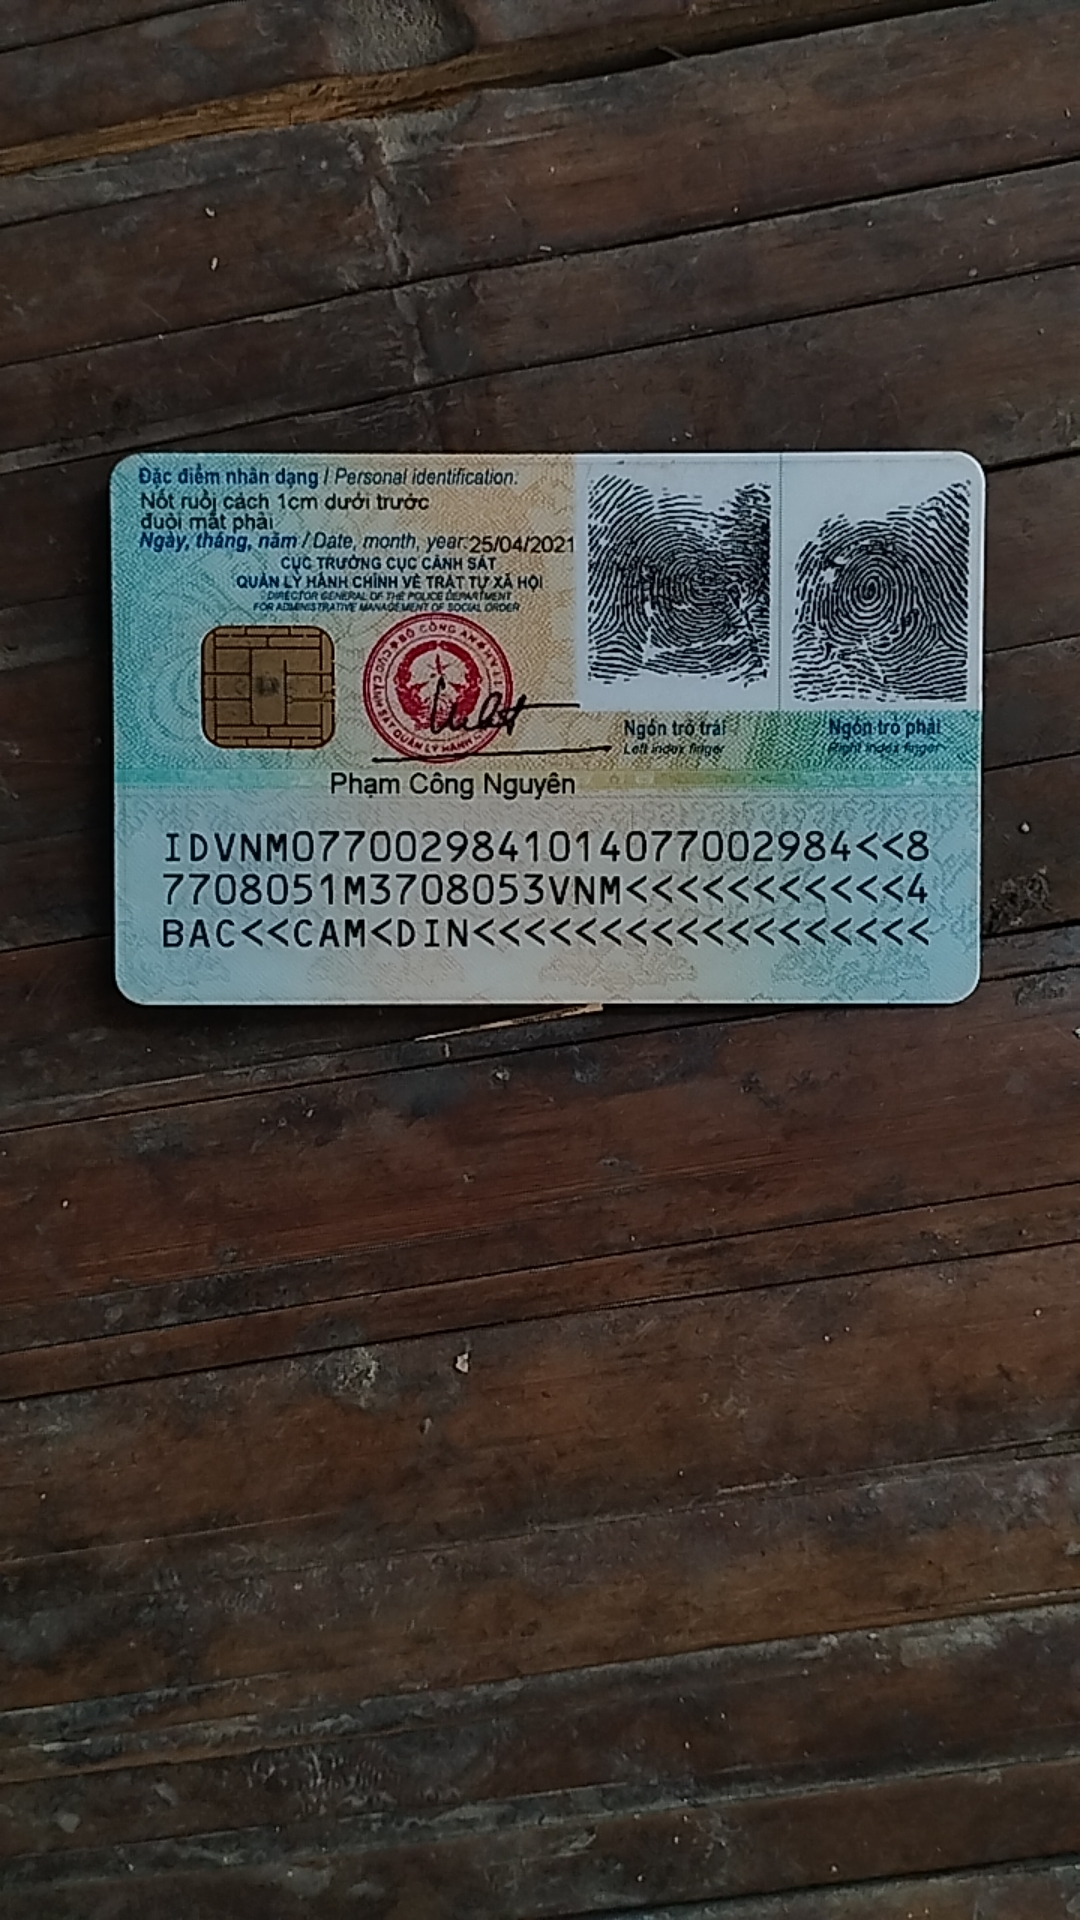 Đặc điểm nhân dạng / Personal identification:
Nốt ruồi cách 1cm dưới trước
đuôi mắt phải
Ngày, tháng, năm / Date, month, year: 25/04/2021
CỤC TRƯỞNG CỤC CẢNH SÁT
QUẢN LÝ HÀNH CHÍNH VỀ TRẬT TỰ XÃ HỘI
DIRECTOR GENERAL OF THE POLICE DEPARTMENT
FOR ADMINISTRATIVE MANAGEMENT OF SOCIAL ORDER
BỘ CÔNG AN
QUẢN LÝ HÀNH
Ngón trỏ trái
Left index finger
Ngón trỏ phải
Right index finger
Phạm Công Nguyên
IDVNM0770029841014077002984<<8
7708051M3708053VNM<<<<<<<<<<<4
BAC<<CAM<DIN<<<<<<<<<<<<<<<<<<